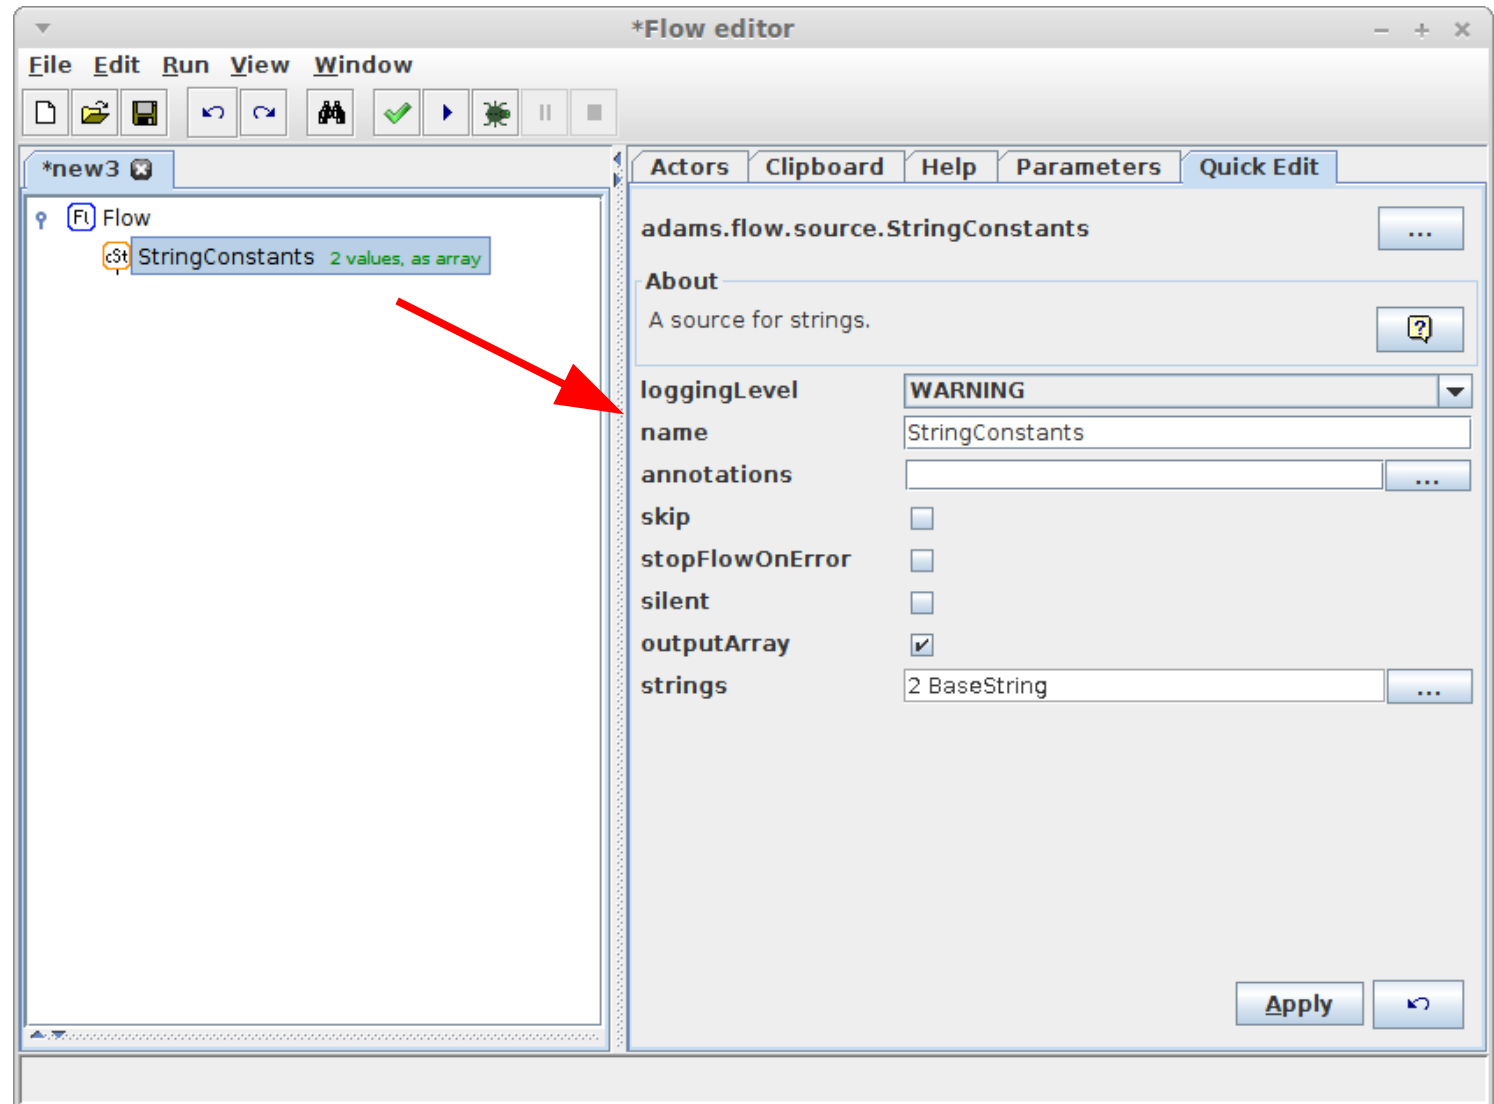 *Flow editor
File Edit Run View Window
*new3
Actors Clipboard Help Parameters Quick Edit
Fl Flow
cSt StringConstants 2 values, as array
adams.flow.source.StringConstants ...
About
A source for strings.
?
loggingLevel WARNING
name StringConstants
annotations ...
skip
stopFlowOnError
silent
outputArray
strings 2 BaseString ...
Apply